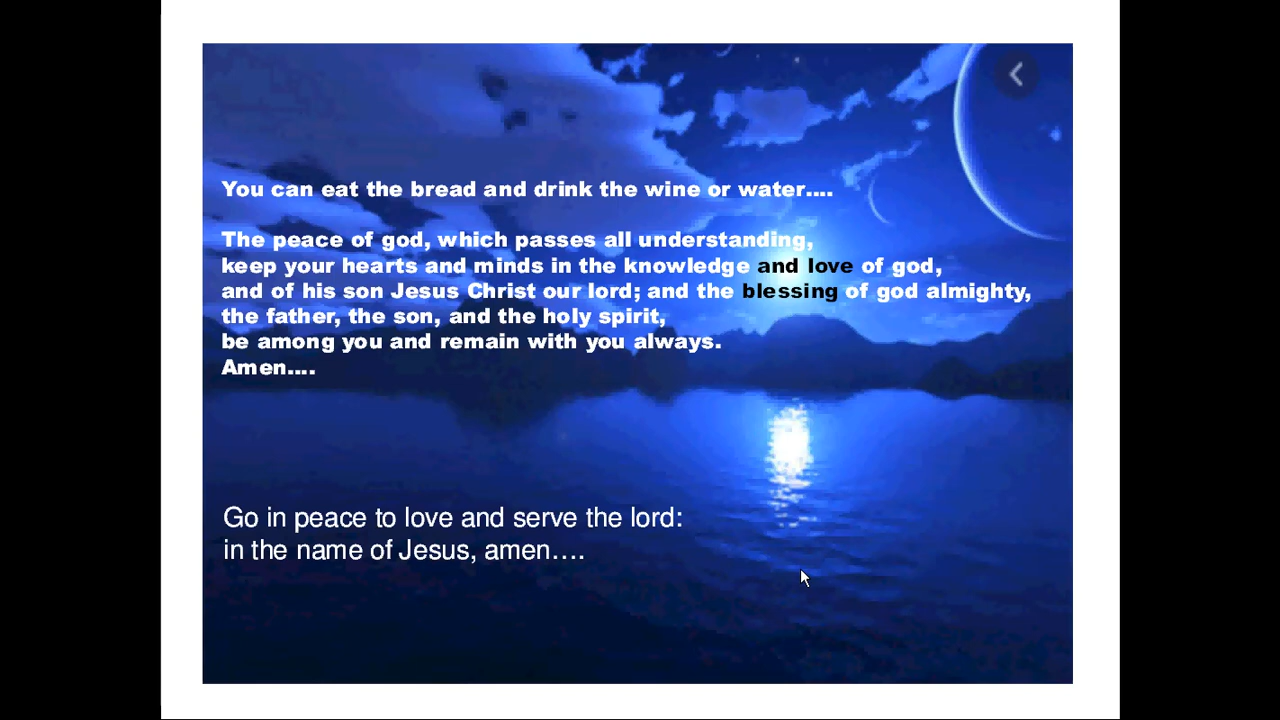 You can eat the bread and drink the wine or water....
The peace of god, which passes all understanding,
keep your hearts and minds in the knowledge and love of god,
and of his son Jesus Christ our lord; and the blessing of god almighty,
the father, the son, and the holy spirit,
be among you and remain with you always.
Amen....
Go in peace to love and serve the lord:
in the name of Jesus, amen....